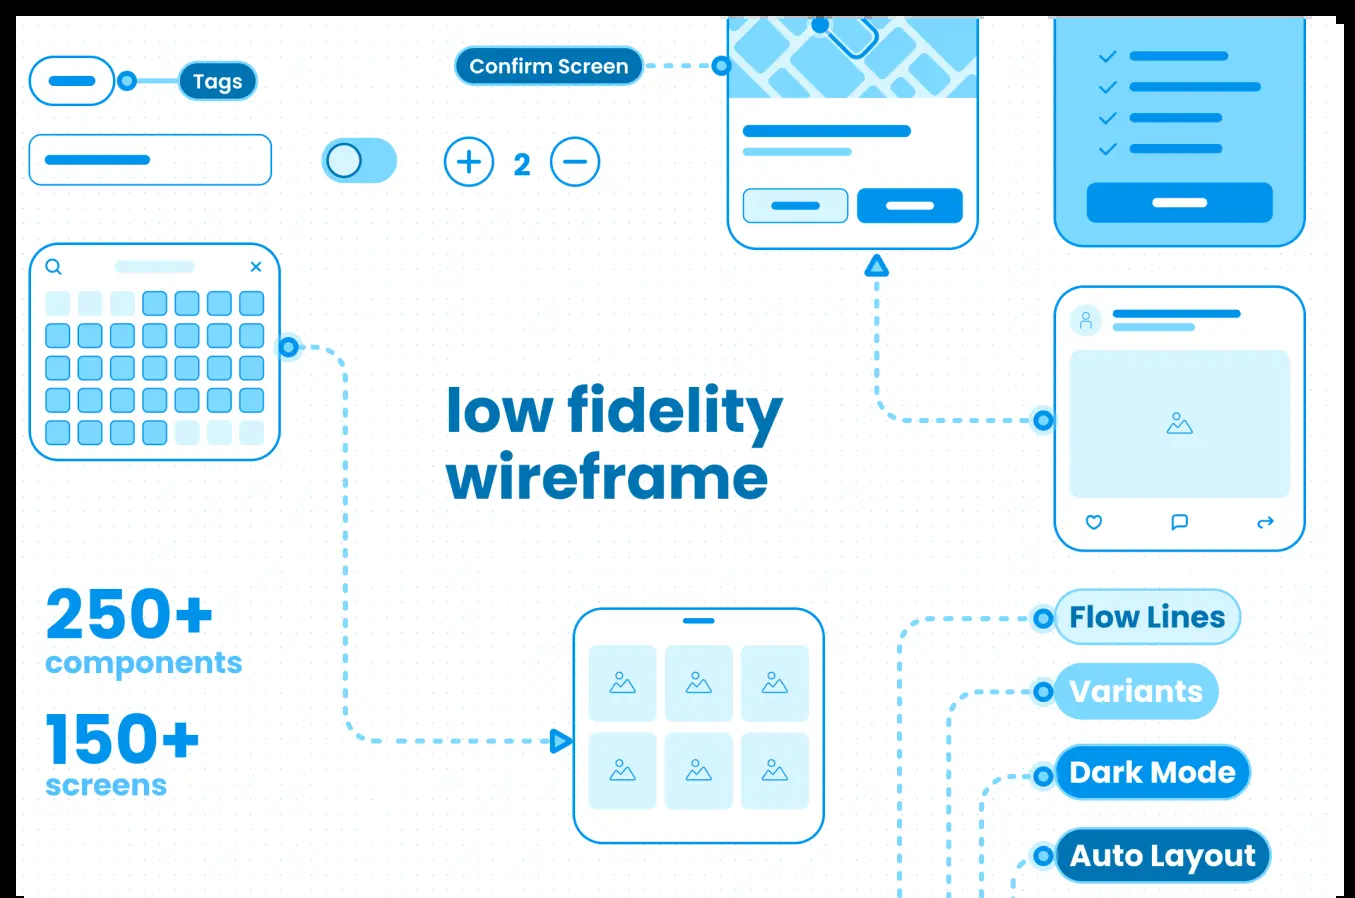 Tags
Confirm Screen
2
low fidelity
wireframe
250+
components
150+
screens
Flow Lines
Variants
Dark Mode
Auto Layout